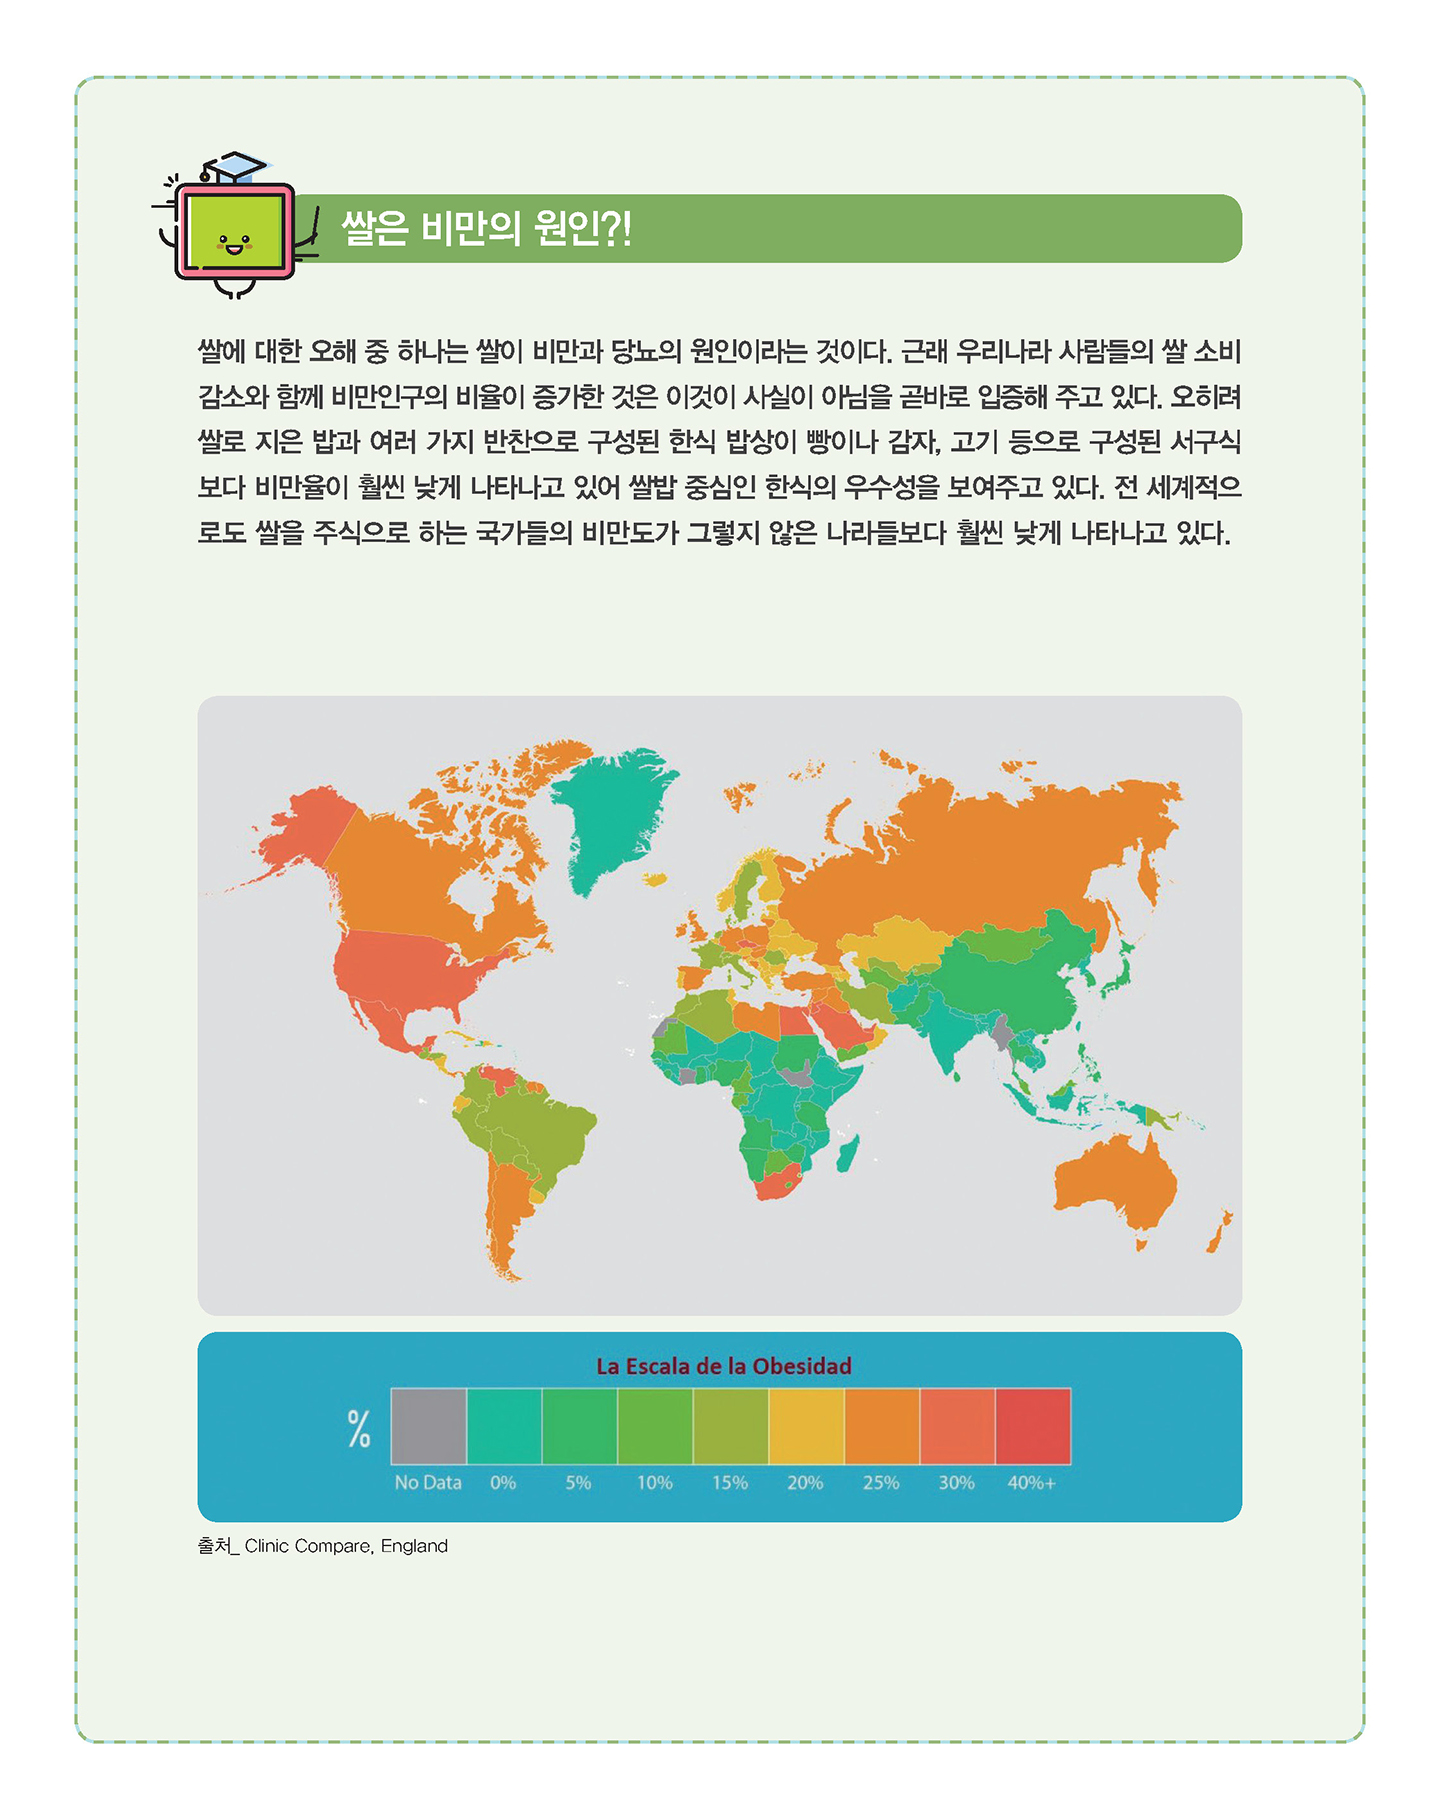 쌀은 비만의 원인?!
쌀에 대한 오해 중 하나는 쌀이 비만과 당뇨의 원인이라는 것이다. 근래 우리나라 사람들의 쌀 소비
감소와 함께 비만인구의 비율이 증가한 것은 이것이 사실이 아님을 곧바로 입증해 주고 있다. 오히려
쌀로 지은 밥과 여러 가지 반찬으로 구성된 한식 밥상이 빵이나 감자, 고기 등으로 구성된 서구식
보다 비만율이 훨씬 낮게 나타나고 있어 쌀밥 중심인 한식의 우수성을 보여주고 있다. 전 세계적으
로도 쌀을 주식으로 하는 국가들의 비만도가 그렇지 않은 나라들보다 훨씬 낮게 나타나고 있다.
La Escala de la Obesidad
%
No Data 0% 5% 10% 15% 20% 25% 30% 40%+
출처_ Clinic Compare, England